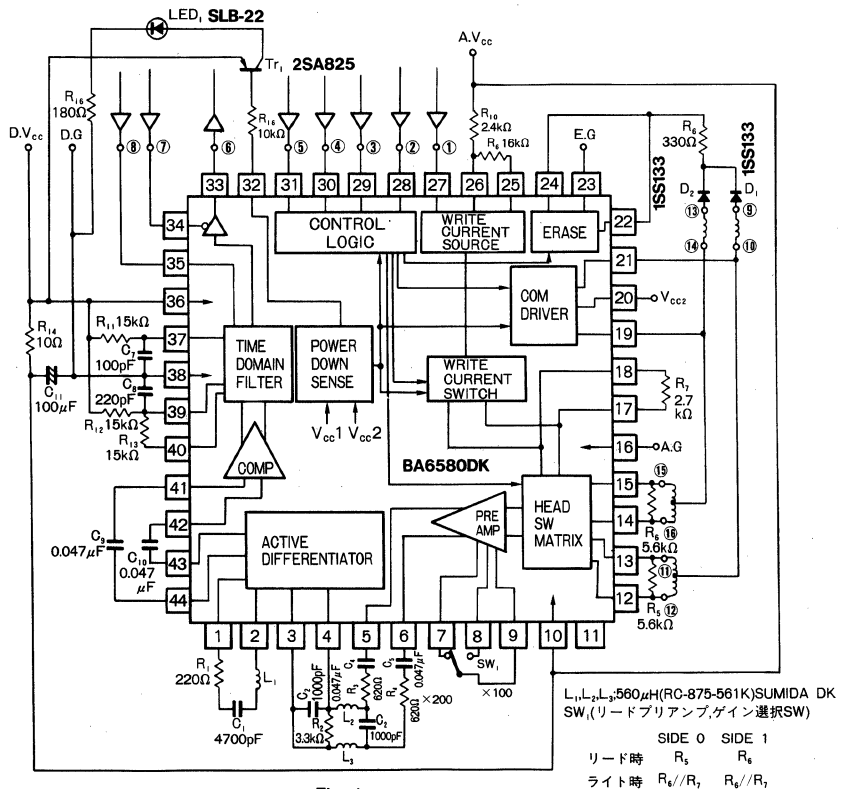 LED₁ SLB-22
A.Vcc
Tr₁ 2SA825
R₁₆
180Ω
R₁₆
10kΩ
R₁₀
2.4kΩ
R₆ 16kΩ
D.Vcc
D.G
E.G
R₆
330Ω
1SS133
1SS133
D₂
D₁
⑧ ⑦ ⑥ ⑤ ④ ③ ② ①
⑬ ⑨
⑭ ⑩
33 32 31 30 29 28 27 26 25 24 23
34
35
36
37
38
39
40
41
42
43
44
22
21
20
19
18
17
16
15
14
13
12
CONTROL
LOGIC
WRITE
CURRENT
SOURCE
ERASE
COM
DRIVER
Vcc2
R₁₄
10Ω
R₁₁ 15kΩ
C₇
100pF
C₈
220pF
C₁₁
100μF
R₁₂ 15kΩ
R₁₃
15kΩ
TIME
DOMAIN
FILTER
POWER
DOWN
SENSE
WRITE
CURRENT
SWITCH
Vcc1 Vcc2
R₇
2.7
kΩ
A.G
COMP
BA6580DK
C₉
0.047μF
C₁₀
0.047
μF
ACTIVE
DIFFERENTIATOR
PRE
AMP
HEAD
SW
MATRIX
⑮
⑯
R₆
5.6kΩ
⑪
⑫
R₅
5.6kΩ
1 2 3 4 5 6 7 8 9 10 11
R₁
220Ω
L₁
C₁
4700pF
C₂
1000pF
R₂
3.3kΩ
0.047μF
L₂
L₃
C₄
R₃
620Ω
C₂
1000pF
0.047μF
620Ω
SW₁
×200
×100
L₁,L₂,L₃;560μH(RC-875-561K)SUMIDA DK
SW₁(リードプリアンプ,ゲイン選択SW)
SIDE 0 SIDE 1
リード時 R₅ R₆
ライト時 R₆//R₇ R₆//R₇